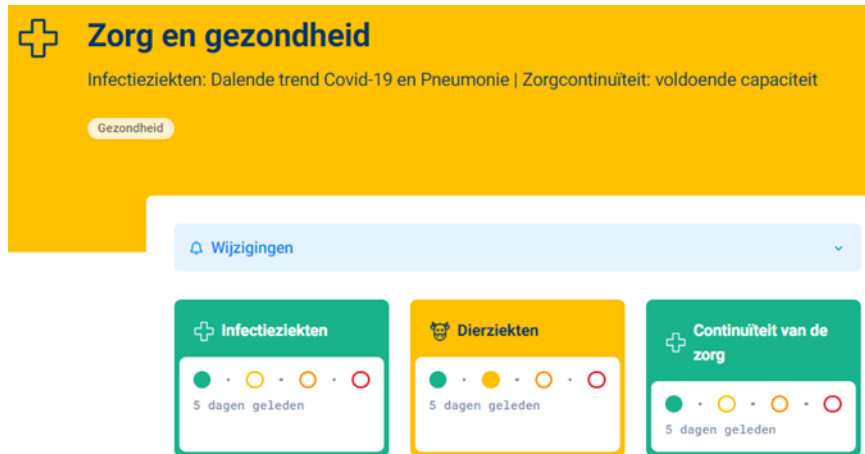 Zorg en gezondheid
Infectieziekten: Dalende trend Covid-19 en Pneumonie | Zorgcontinuïteit: voldoende capaciteit
Gezondheid
Wijzigingen
Infectieziekten
5 dagen geleden
Dierziekten
5 dagen geleden
Continuïteit van de
zorg
5 dagen geleden